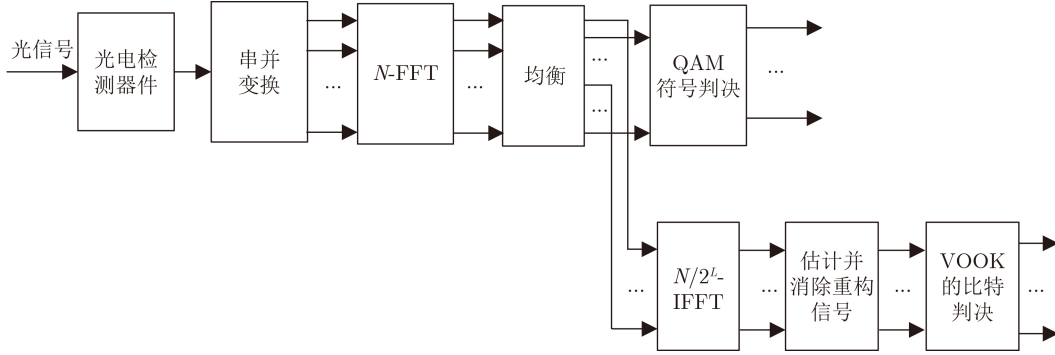 光信号
光电检
测器件
串并
变换
...
N-FFT
...
均衡
...
...
QAM
符号判决
...
...
N/2^L-
IFFT
...
估计并
消除重构
信号
...
VOOK
的比特
判决
...